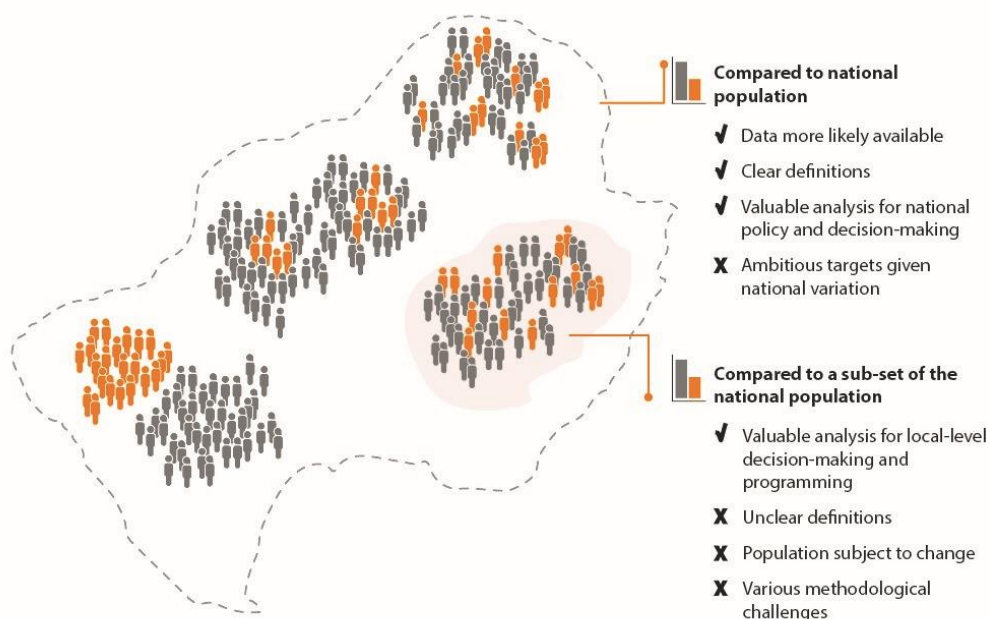 Compared to national
population
✓ Data more likely available
✓ Clear definitions
✓ Valuable analysis for national
policy and decision-making
X Ambitious targets given
national variation
Compared to a sub-set of the
national population
✓ Valuable analysis for local-level
decision-making and
programming
X Unclear definitions
X Population subject to change
X Various methodological
challenges